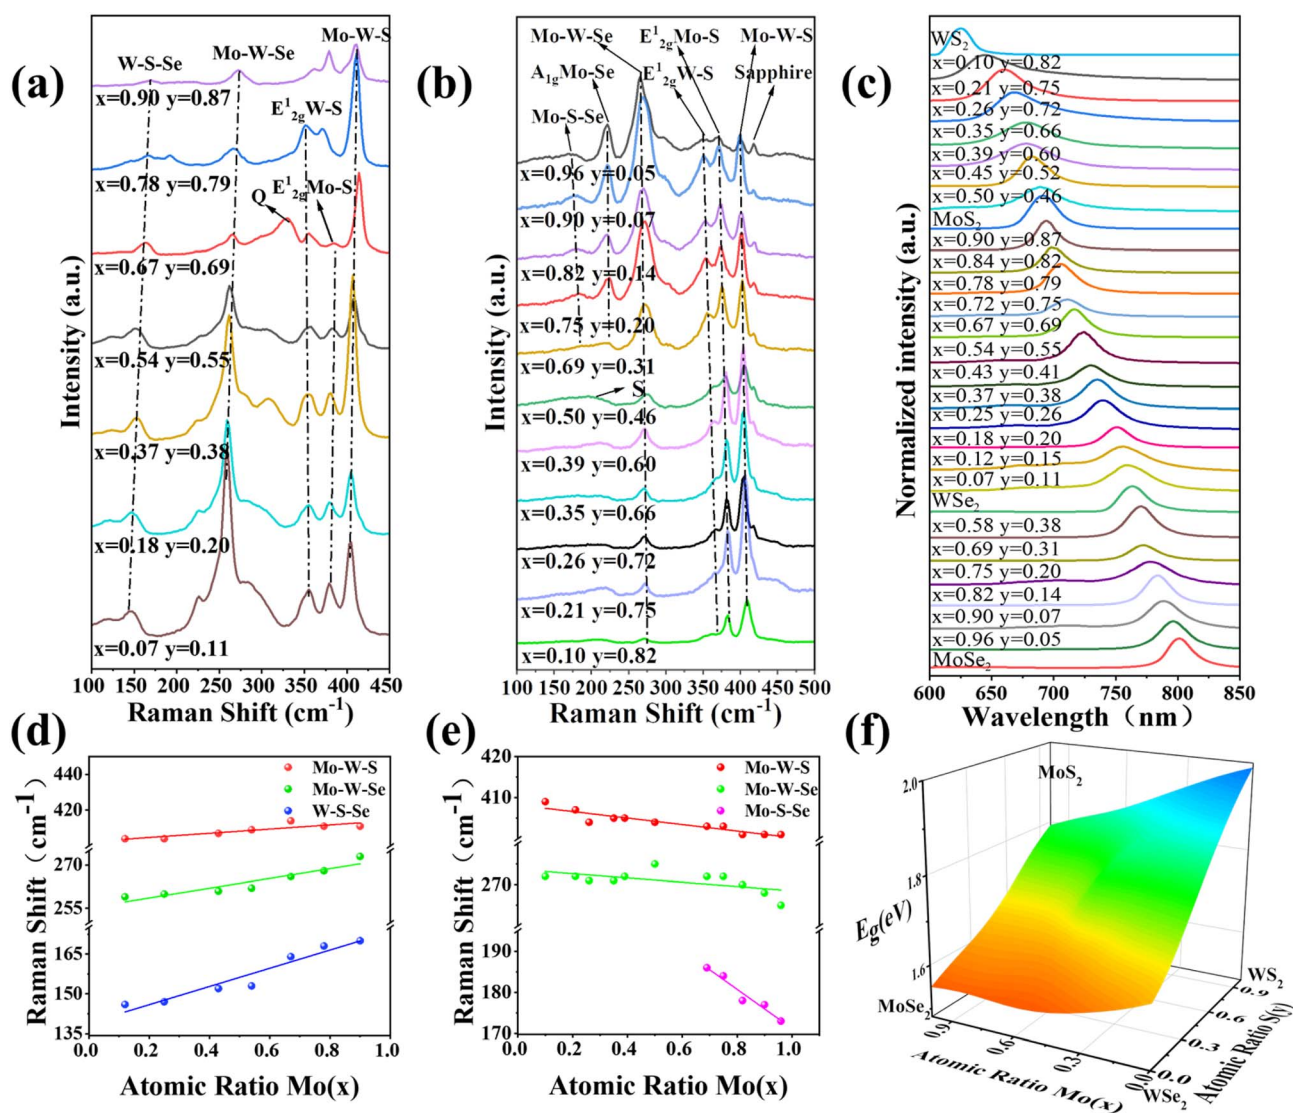 (a)
W-S-Se
Mo-W-Se
Mo-W-S
x=0.90 y=0.87
E¹₂g W-S
x=0.78 y=0.79
Q
E¹₂g Mo-S
x=0.67 y=0.69
x=0.54 y=0.55
x=0.37 y=0.38
x=0.18 y=0.20
x=0.07 y=0.11
Intensity (a.u.)
100 150 200 250 300 350 400 450
Raman Shift (cm⁻¹)
(b)
Mo-W-Se
E¹₂g Mo-S
Mo-W-S
A₁g Mo-Se
E¹₂g W-S
Sapphire
Mo-S-Se
x=0.96 y=0.05
x=0.90 y=0.07
x=0.82 y=0.14
x=0.75 y=0.20
x=0.69 y=0.31
S
x=0.50 y=0.46
x=0.39 y=0.60
x=0.35 y=0.66
x=0.26 y=0.72
x=0.21 y=0.75
x=0.10 y=0.82
Intensity (a.u.)
100 150 200 250 300 350 400 450 500
Raman Shift (cm⁻¹)
(c)
WS₂
x=0.10 y=0.82
x=0.21 y=0.75
x=0.26 y=0.72
x=0.35 y=0.66
x=0.39 y=0.60
x=0.45 y=0.52
x=0.50 y=0.46
MoS₂
x=0.90 y=0.87
x=0.84 y=0.82
x=0.78 y=0.79
x=0.72 y=0.75
x=0.67 y=0.69
x=0.54 y=0.55
x=0.43 y=0.41
x=0.37 y=0.38
x=0.25 y=0.26
x=0.18 y=0.20
x=0.12 y=0.15
x=0.07 y=0.11
WSe₂
x=0.58 y=0.38
x=0.69 y=0.31
x=0.75 y=0.20
x=0.82 y=0.14
x=0.90 y=0.07
x=0.96 y=0.05
MoSe₂
Normalized intensity (a.u.)
600 650 700 750 800 850
Wavelength（nm）
(d)
Mo-W-S
Mo-W-Se
W-S-Se
440
420
270
255
165
150
135
Raman Shift（cm⁻¹）
0.0 0.2 0.4 0.6 0.8 1.0
Atomic Ratio Mo(x)
(e)
Mo-W-S
Mo-W-Se
Mo-S-Se
420
410
270
190
180
170
Raman Shift（cm⁻¹）
0.0 0.2 0.4 0.6 0.8 1.0
Atomic Ratio Mo(x)
(f)
MoS₂
2.0
1.8
1.6
Eg(eV)
MoSe₂
WS₂
WSe₂
0.9 0.6 0.3 0.0
Atomic Ratio Mo(x)
0.0 0.3 0.6 0.9
Atomic Ratio S(y)